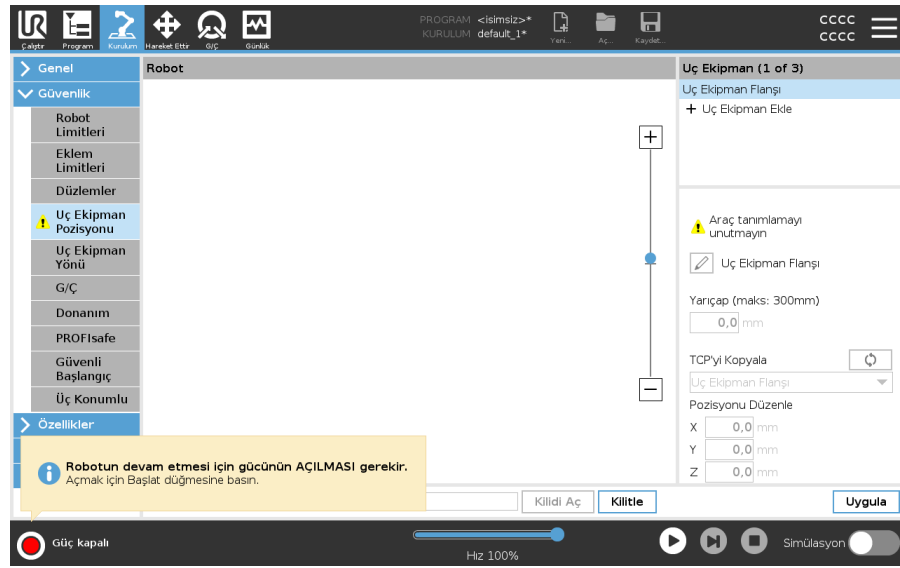 PROGRAM <isimsiz>*
KURULUM default_1*
Çalıştır Program Kurulum Hareket Ettir G/Ç Günlük
Yeni... Aç... Kaydet...
cccc
cccc
Genel
Güvenlik
Robot
Limitleri
Eklem
Limitleri
Düzlemler
Uç Ekipman
Pozisyonu
Uç Ekipman
Yönü
G/Ç
Donanım
PROFIsafe
Güvenli
Başlangıç
Üç Konumlu
Özellikler
Robot
Uç Ekipman (1 of 3)
Uç Ekipman Flanşı
+ Uç Ekipman Ekle
Araç tanımlamayı
unutmayın
Uç Ekipman Flanşı
Yarıçap (maks: 300mm)
0,0 mm
TCP'yi Kopyala
Uç Ekipman Flanşı
Pozisyonu Düzenle
X 0,0 mm
Y 0,0 mm
Z 0,0 mm
Robotun devam etmesi için gücünün AÇILMASI gerekir.
Açmak için Başlat düğmesine basın.
Kilidi Aç Kilitle Uygula
Güç kapalı
Hız 100%
Simülasyon